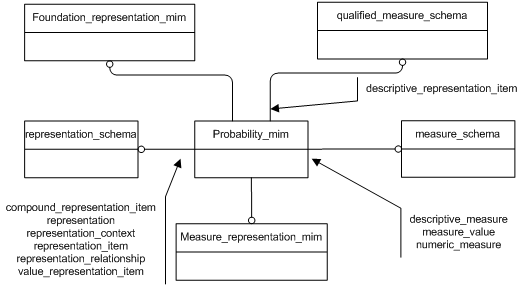 Foundation_representation_mim
qualified_measure_schema
descriptive_representation_item
representation_schema
Probability_mim
measure_schema
compound_representation_item
representation
representation_context
representation_item
representation_relationship
value_representation_item
descriptive_measure
measure_value
numeric_measure
Measure_representation_mim